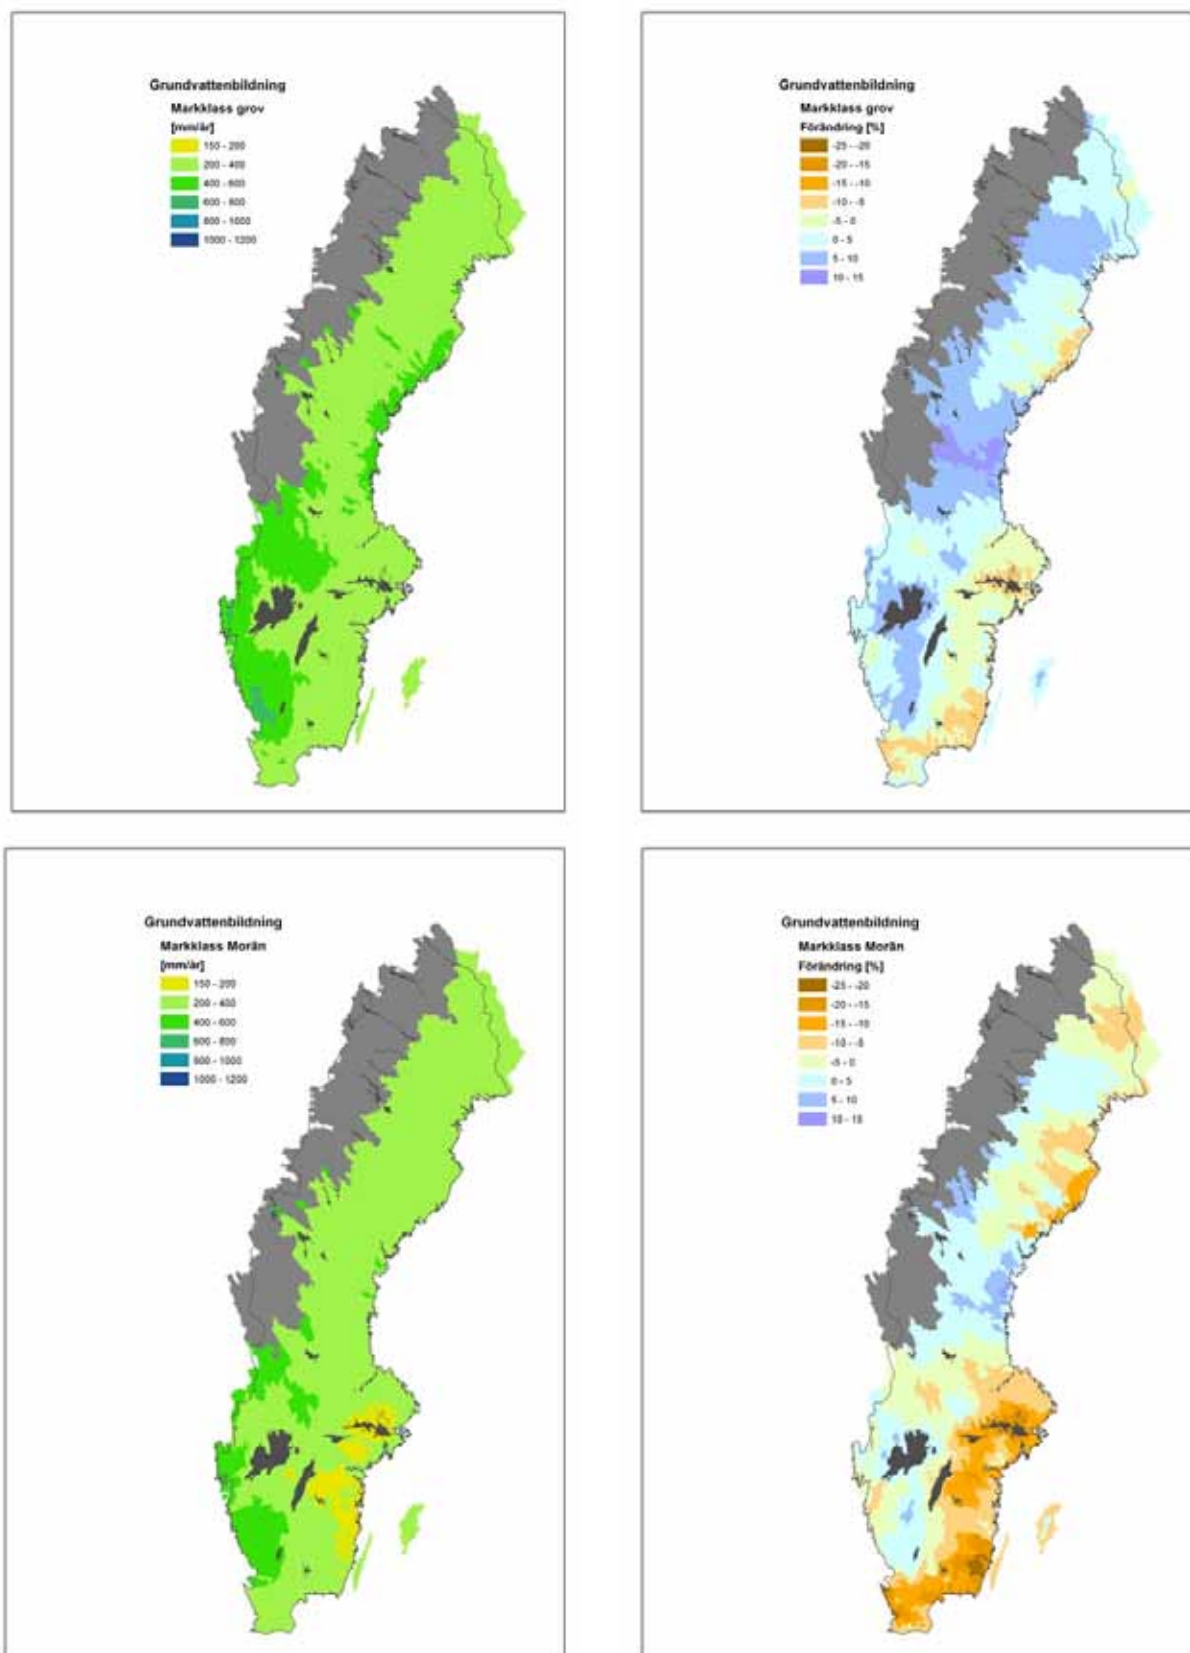 Grundvattenbildning
Markklass grov
[mm/år]
150 - 200
200 - 400
400 - 600
600 - 800
800 - 1000
1000 - 1200
Grundvattenbildning
Markklass grov
Förändring [%]
-25 - -20
-20 - -15
-15 - -10
-10 - -5
-5 - 0
0 - 5
5 - 10
10 - 15
Grundvattenbildning
Markklass Morän
[mm/år]
150 - 200
200 - 400
400 - 600
600 - 800
800 - 1000
1000 - 1200
Grundvattenbildning
Markklass Morän
Förändring [%]
-25 - -20
-20 - -15
-15 - -10
-10 - -5
-5 - 0
0 - 5
5 - 10
10 - 15